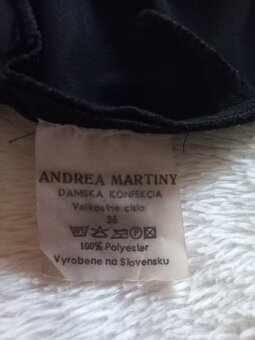 ANDREA MARTINY
DAMSKA KONFEKCIA
Velkostne cislo
36
100% Polyester
Vyrobene na Slovensku